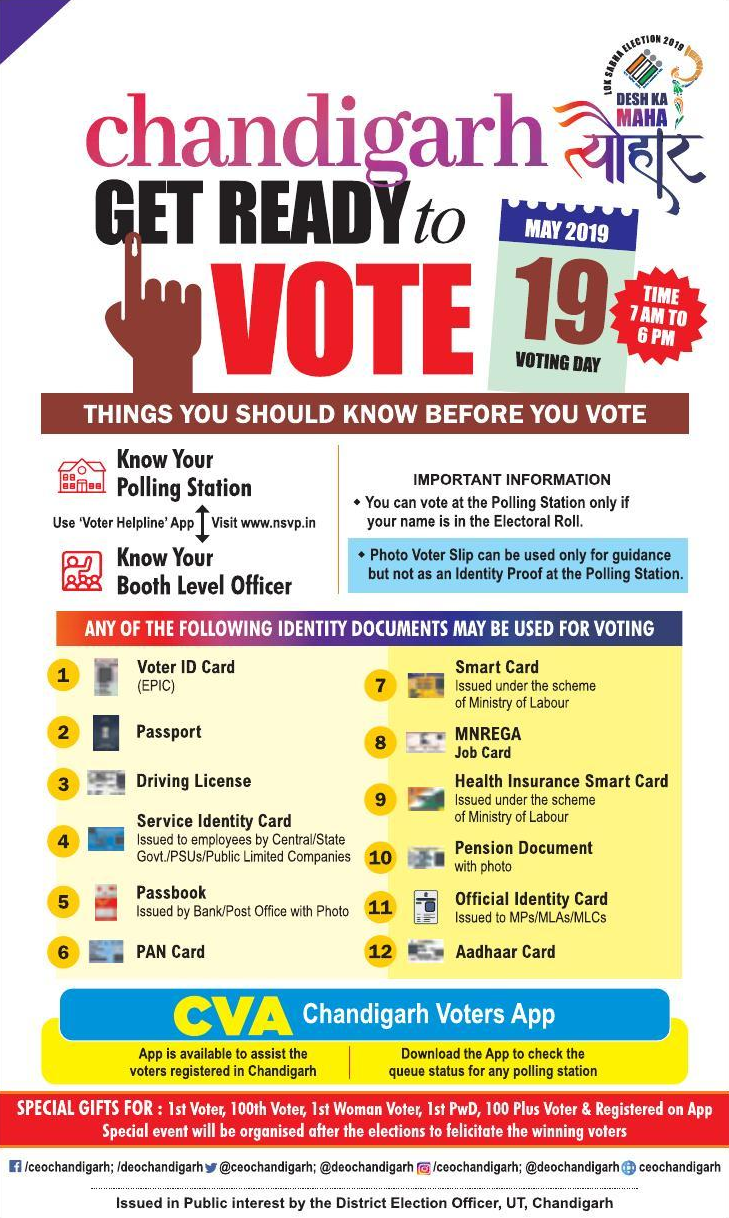 LOK SABHA ELECTION 2019
DESH KA
MAHA
त्यौहार
chandigarh
GET READY to
VOTE
MAY 2019
19
VOTING DAY
TIME
7 AM TO
6 PM
THINGS YOU SHOULD KNOW BEFORE YOU VOTE
Know Your
Polling Station
Use 'Voter Helpline' App Visit www.nsvp.in
Know Your
Booth Level Officer
IMPORTANT INFORMATION
◆ You can vote at the Polling Station only if
your name is in the Electoral Roll.
◆ Photo Voter Slip can be used only for guidance
but not as an Identity Proof at the Polling Station.
ANY OF THE FOLLOWING IDENTITY DOCUMENTS MAY BE USED FOR VOTING
1 Voter ID Card
(EPIC)
2 Passport
3 Driving License
4 Service Identity Card
Issued to employees by Central/State
Govt./PSUs/Public Limited Companies
5 Passbook
Issued by Bank/Post Office with Photo
6 PAN Card
7 Smart Card
Issued under the scheme
of Ministry of Labour
8 MNREGA
Job Card
9 Health Insurance Smart Card
Issued under the scheme
of Ministry of Labour
10 Pension Document
with photo
11 Official Identity Card
Issued to MPs/MLAs/MLCs
12 Aadhaar Card
CVA Chandigarh Voters App
App is available to assist the
voters registered in Chandigarh
Download the App to check the
queue status for any polling station
SPECIAL GIFTS FOR : 1st Voter, 100th Voter, 1st Woman Voter, 1st PwD, 100 Plus Voter & Registered on App
Special event will be organised after the elections to felicitate the winning voters
/ceochandigarh; /deochandigarh @ceochandigarh; @deochandigarh /ceochandigarh; @deochandigarh ceochandigarh
Issued in Public interest by the District Election Officer, UT, Chandigarh